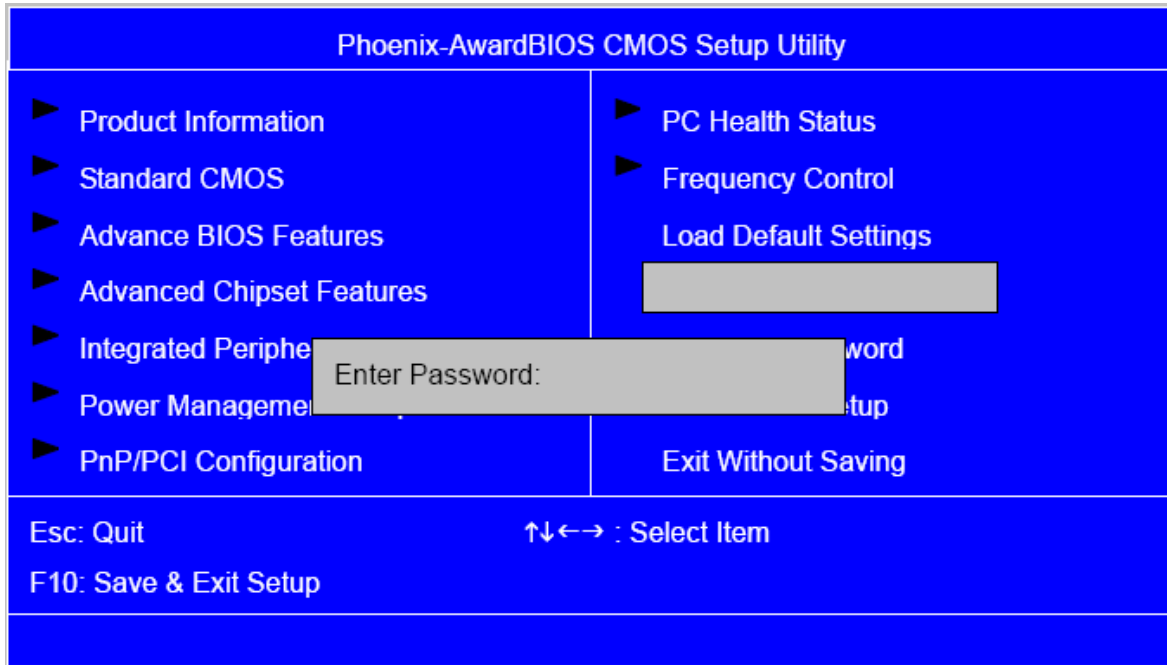 Phoenix-AwardBIOS CMOS Setup Utility
Product Information
Standard CMOS
Advance BIOS Features
Advanced Chipset Features
Integrated Periphe
Power Manageme
PnP/PCI Configuration
PC Health Status
Frequency Control
Load Default Settings
word
tup
Exit Without Saving
Enter Password:
Esc: Quit
↑↓←→ : Select Item
F10: Save & Exit Setup